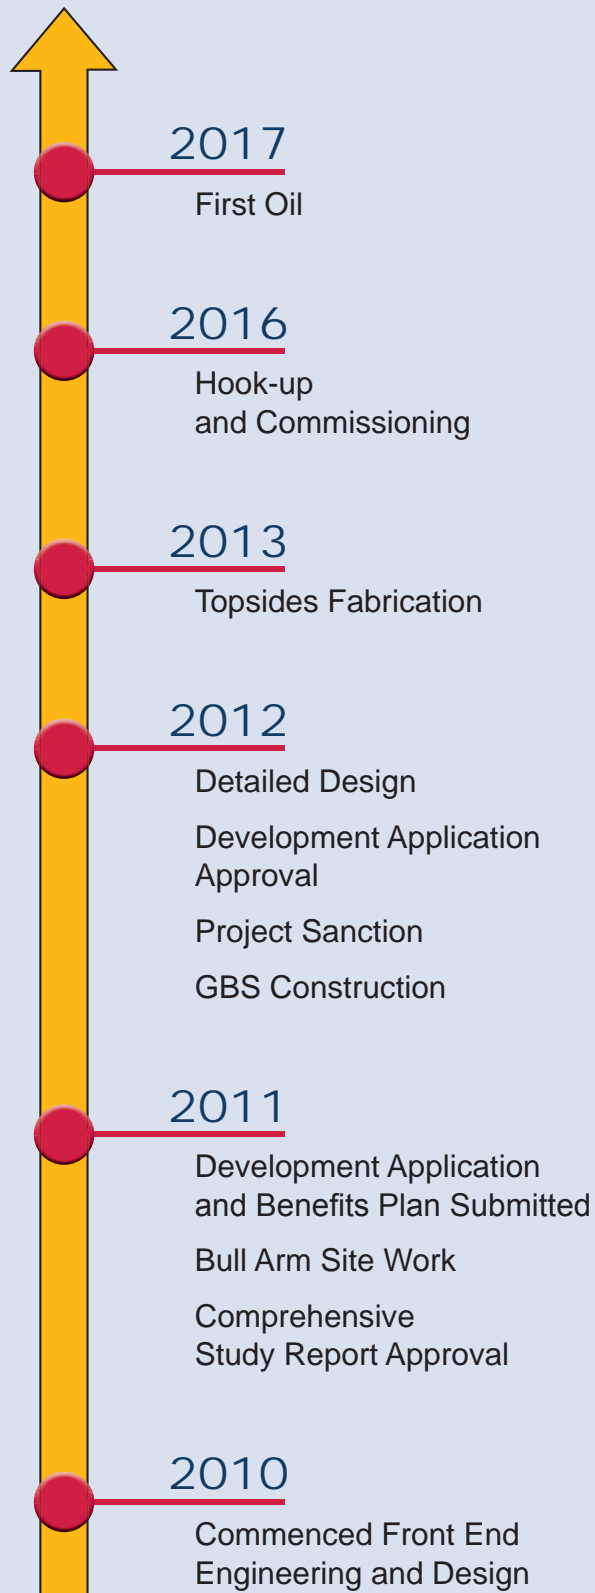 2017
First Oil
2016
Hook-up
and Commissioning
2013
Topsides Fabrication
2012
Detailed Design
Development Application
Approval
Project Sanction
GBS Construction
2011
Development Application
and Benefits Plan Submitted
Bull Arm Site Work
Comprehensive
Study Report Approval
2010
Commenced Front End
Engineering and Design